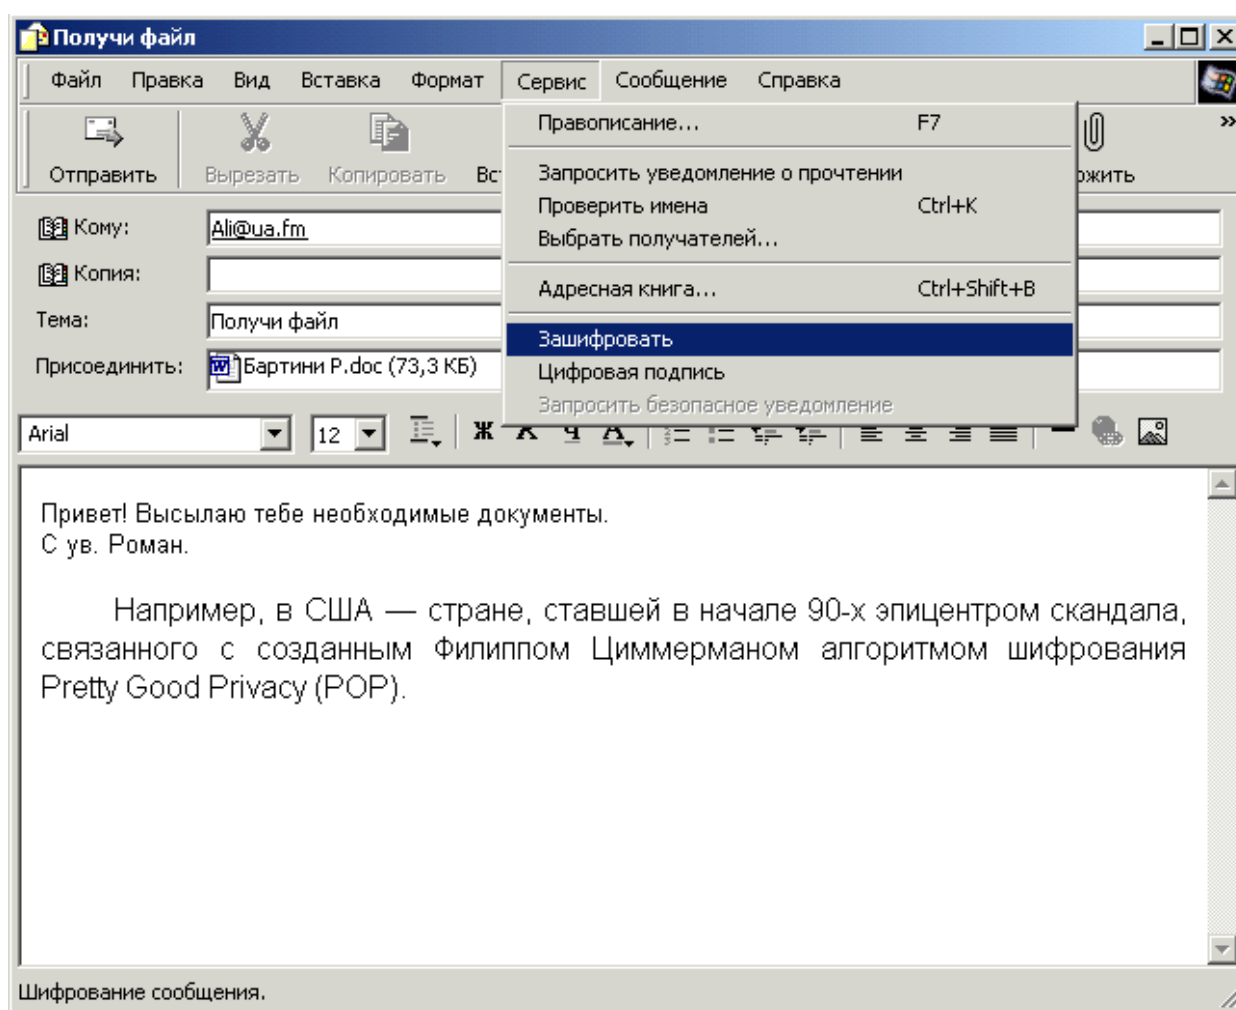 Получи файл
Файл Правка Вид Вставка Формат Сервис Сообщение Справка
Отправить Вырезать Копировать
Правописание... F7
Запросить уведомление о прочтении
Проверить имена Ctrl+K
Выбрать получателей...
Адресная книга... Ctrl+Shift+B
Зашифровать
Цифровая подпись
Запросить безопасное уведомление
Кому: Ali@ua.fm
Копия:
Тема: Получи файл
Присоединить: Бартини Р.doc (73,3 КБ)
Arial 12 Ж К Ч А
Привет! Высылаю тебе необходимые документы.
С ув. Роман.
Например, в США — стране, ставшей в начале 90-х эпицентром скандала,
связанного с созданным Филиппом Циммерманом алгоритмом шифрования
Pretty Good Privacy (POP).
Шифрование сообщения.